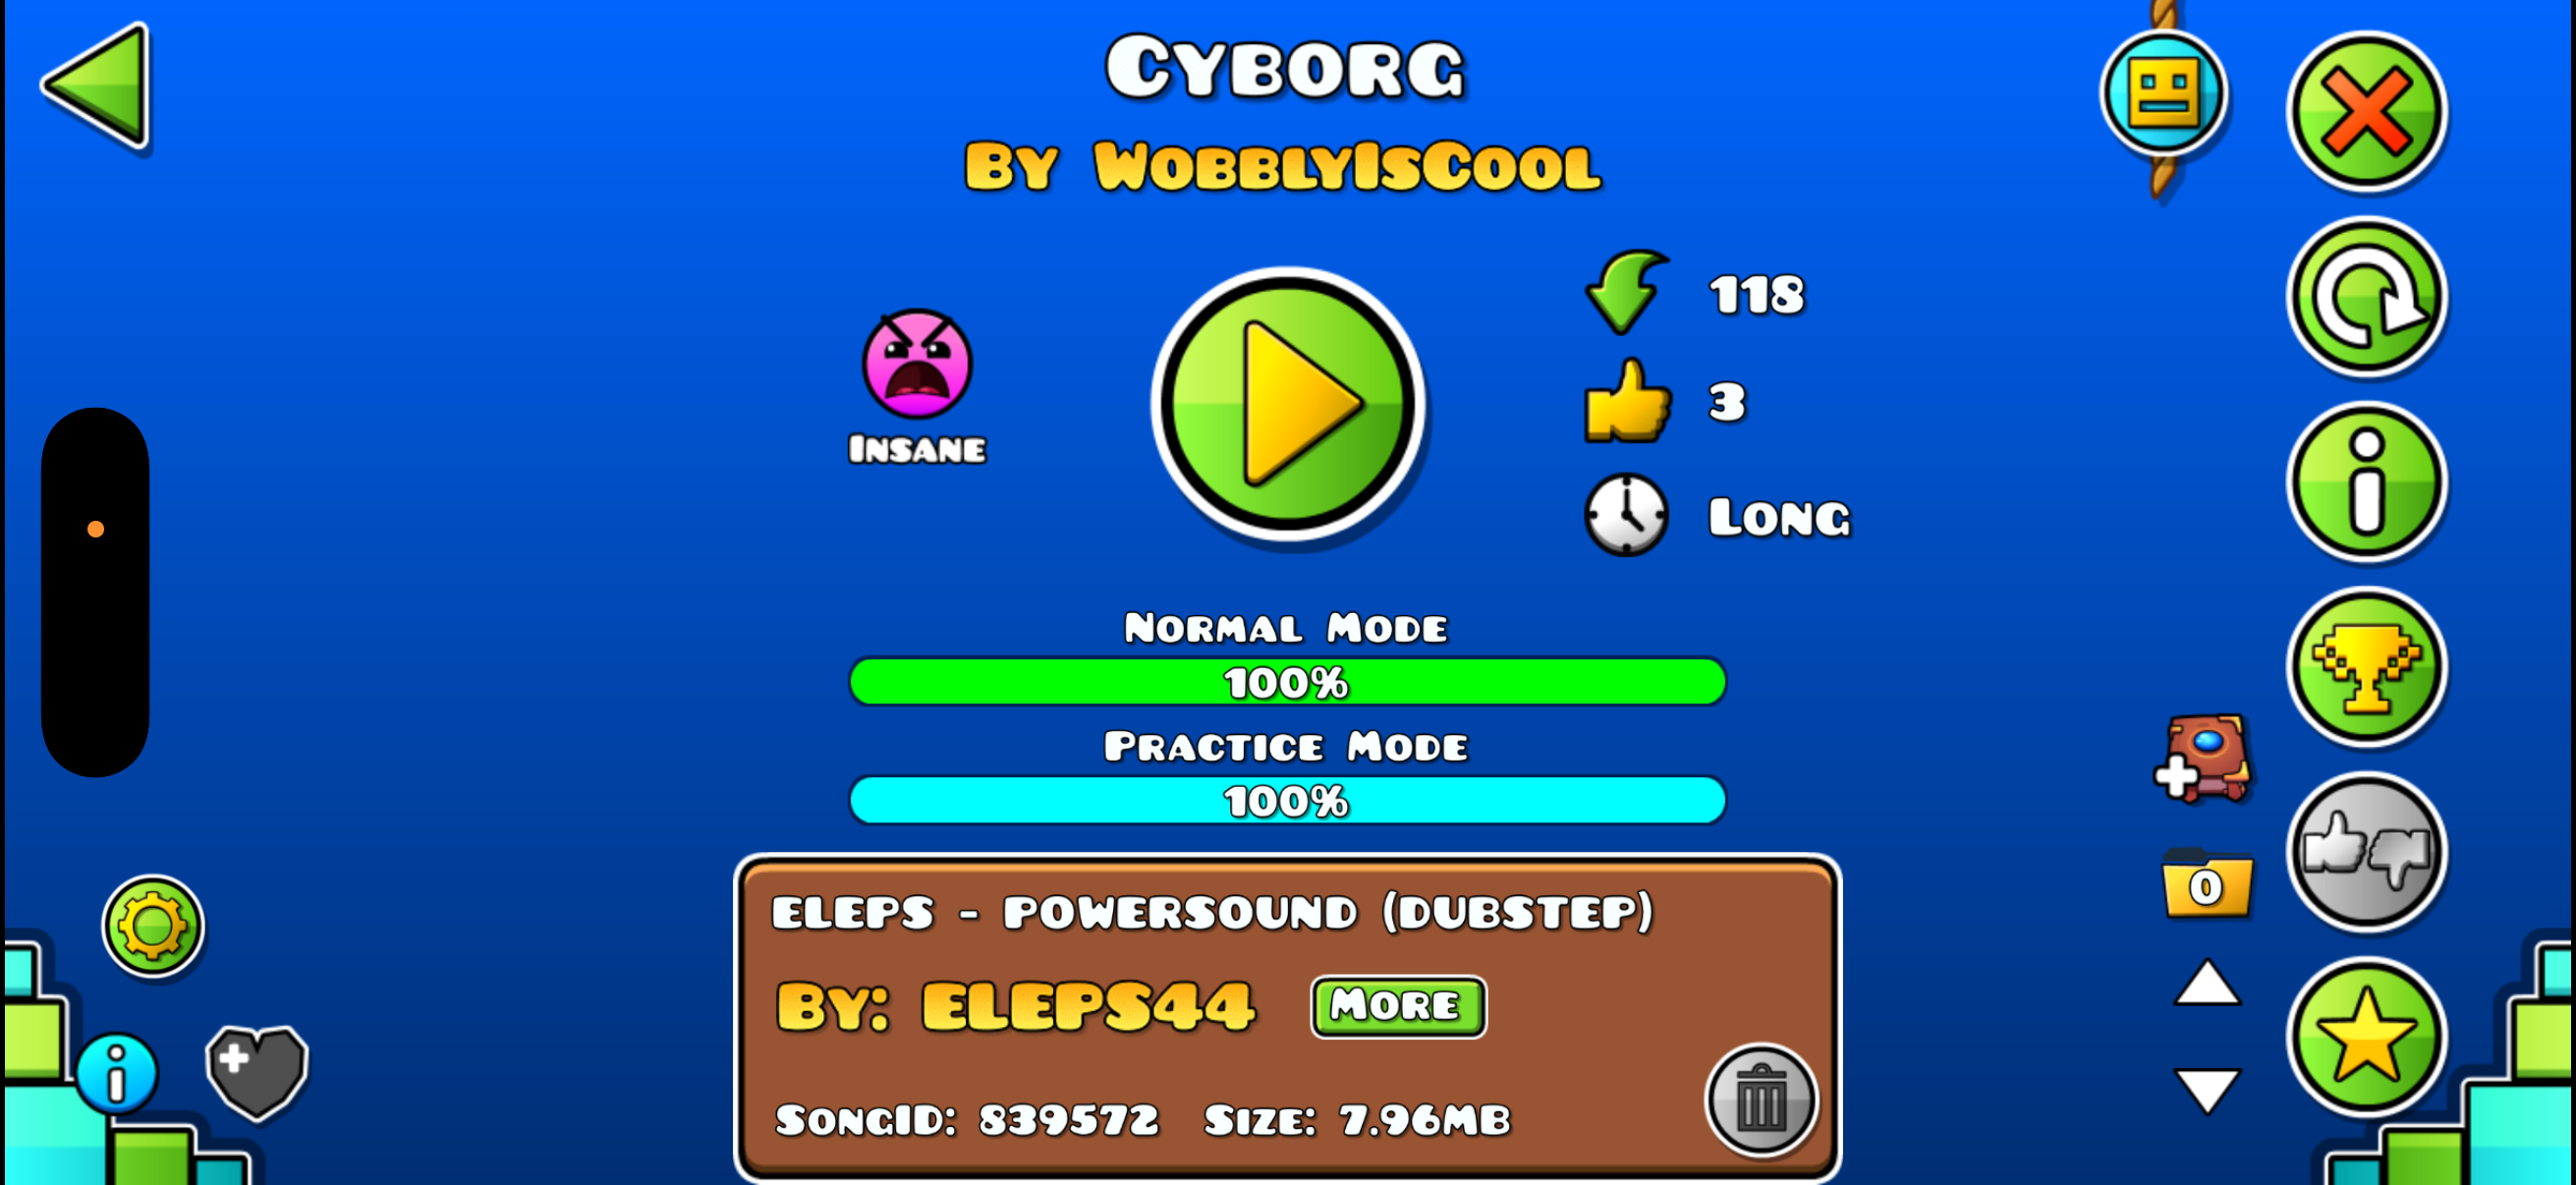 Cyborg
By WobblyIsCool
118
3
Long
Insane
Normal Mode
100%
Practice Mode
100%
ELEPS - POWERSOUND (DUBSTEP)
By: ELEPS44
More
SongID: 839572 Size: 7.96MB
0